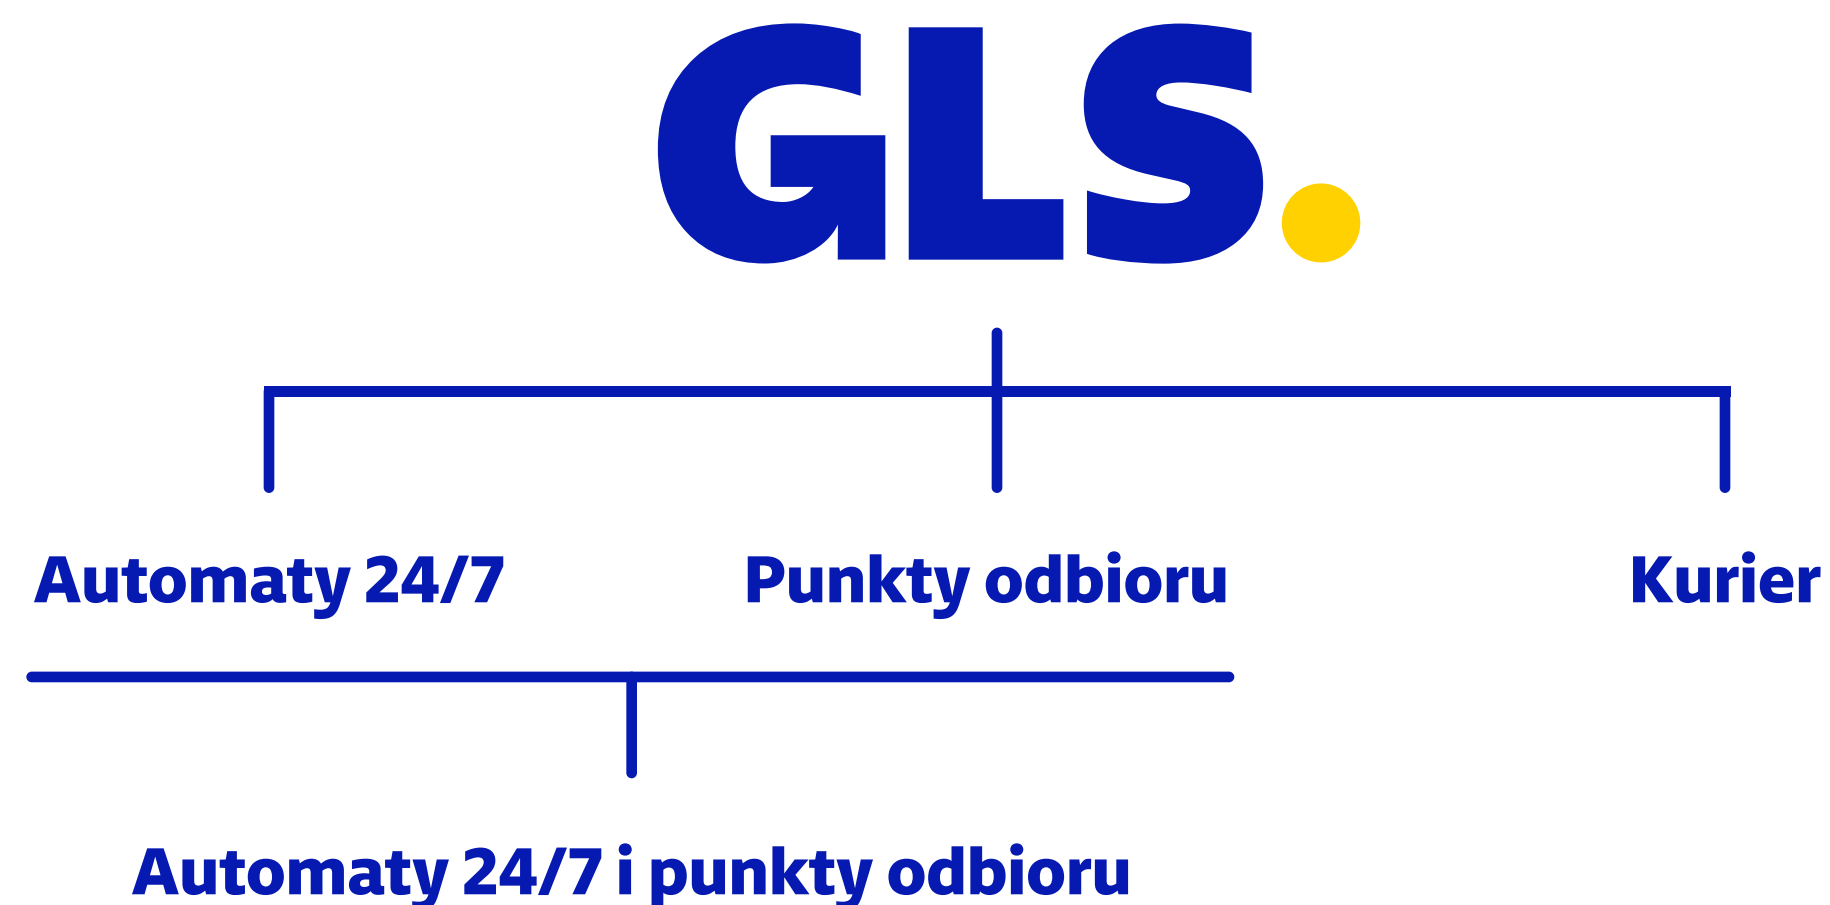 GLS.
Automaty 24/7
Punkty odbioru
Kurier
Automaty 24/7 i punkty odbioru